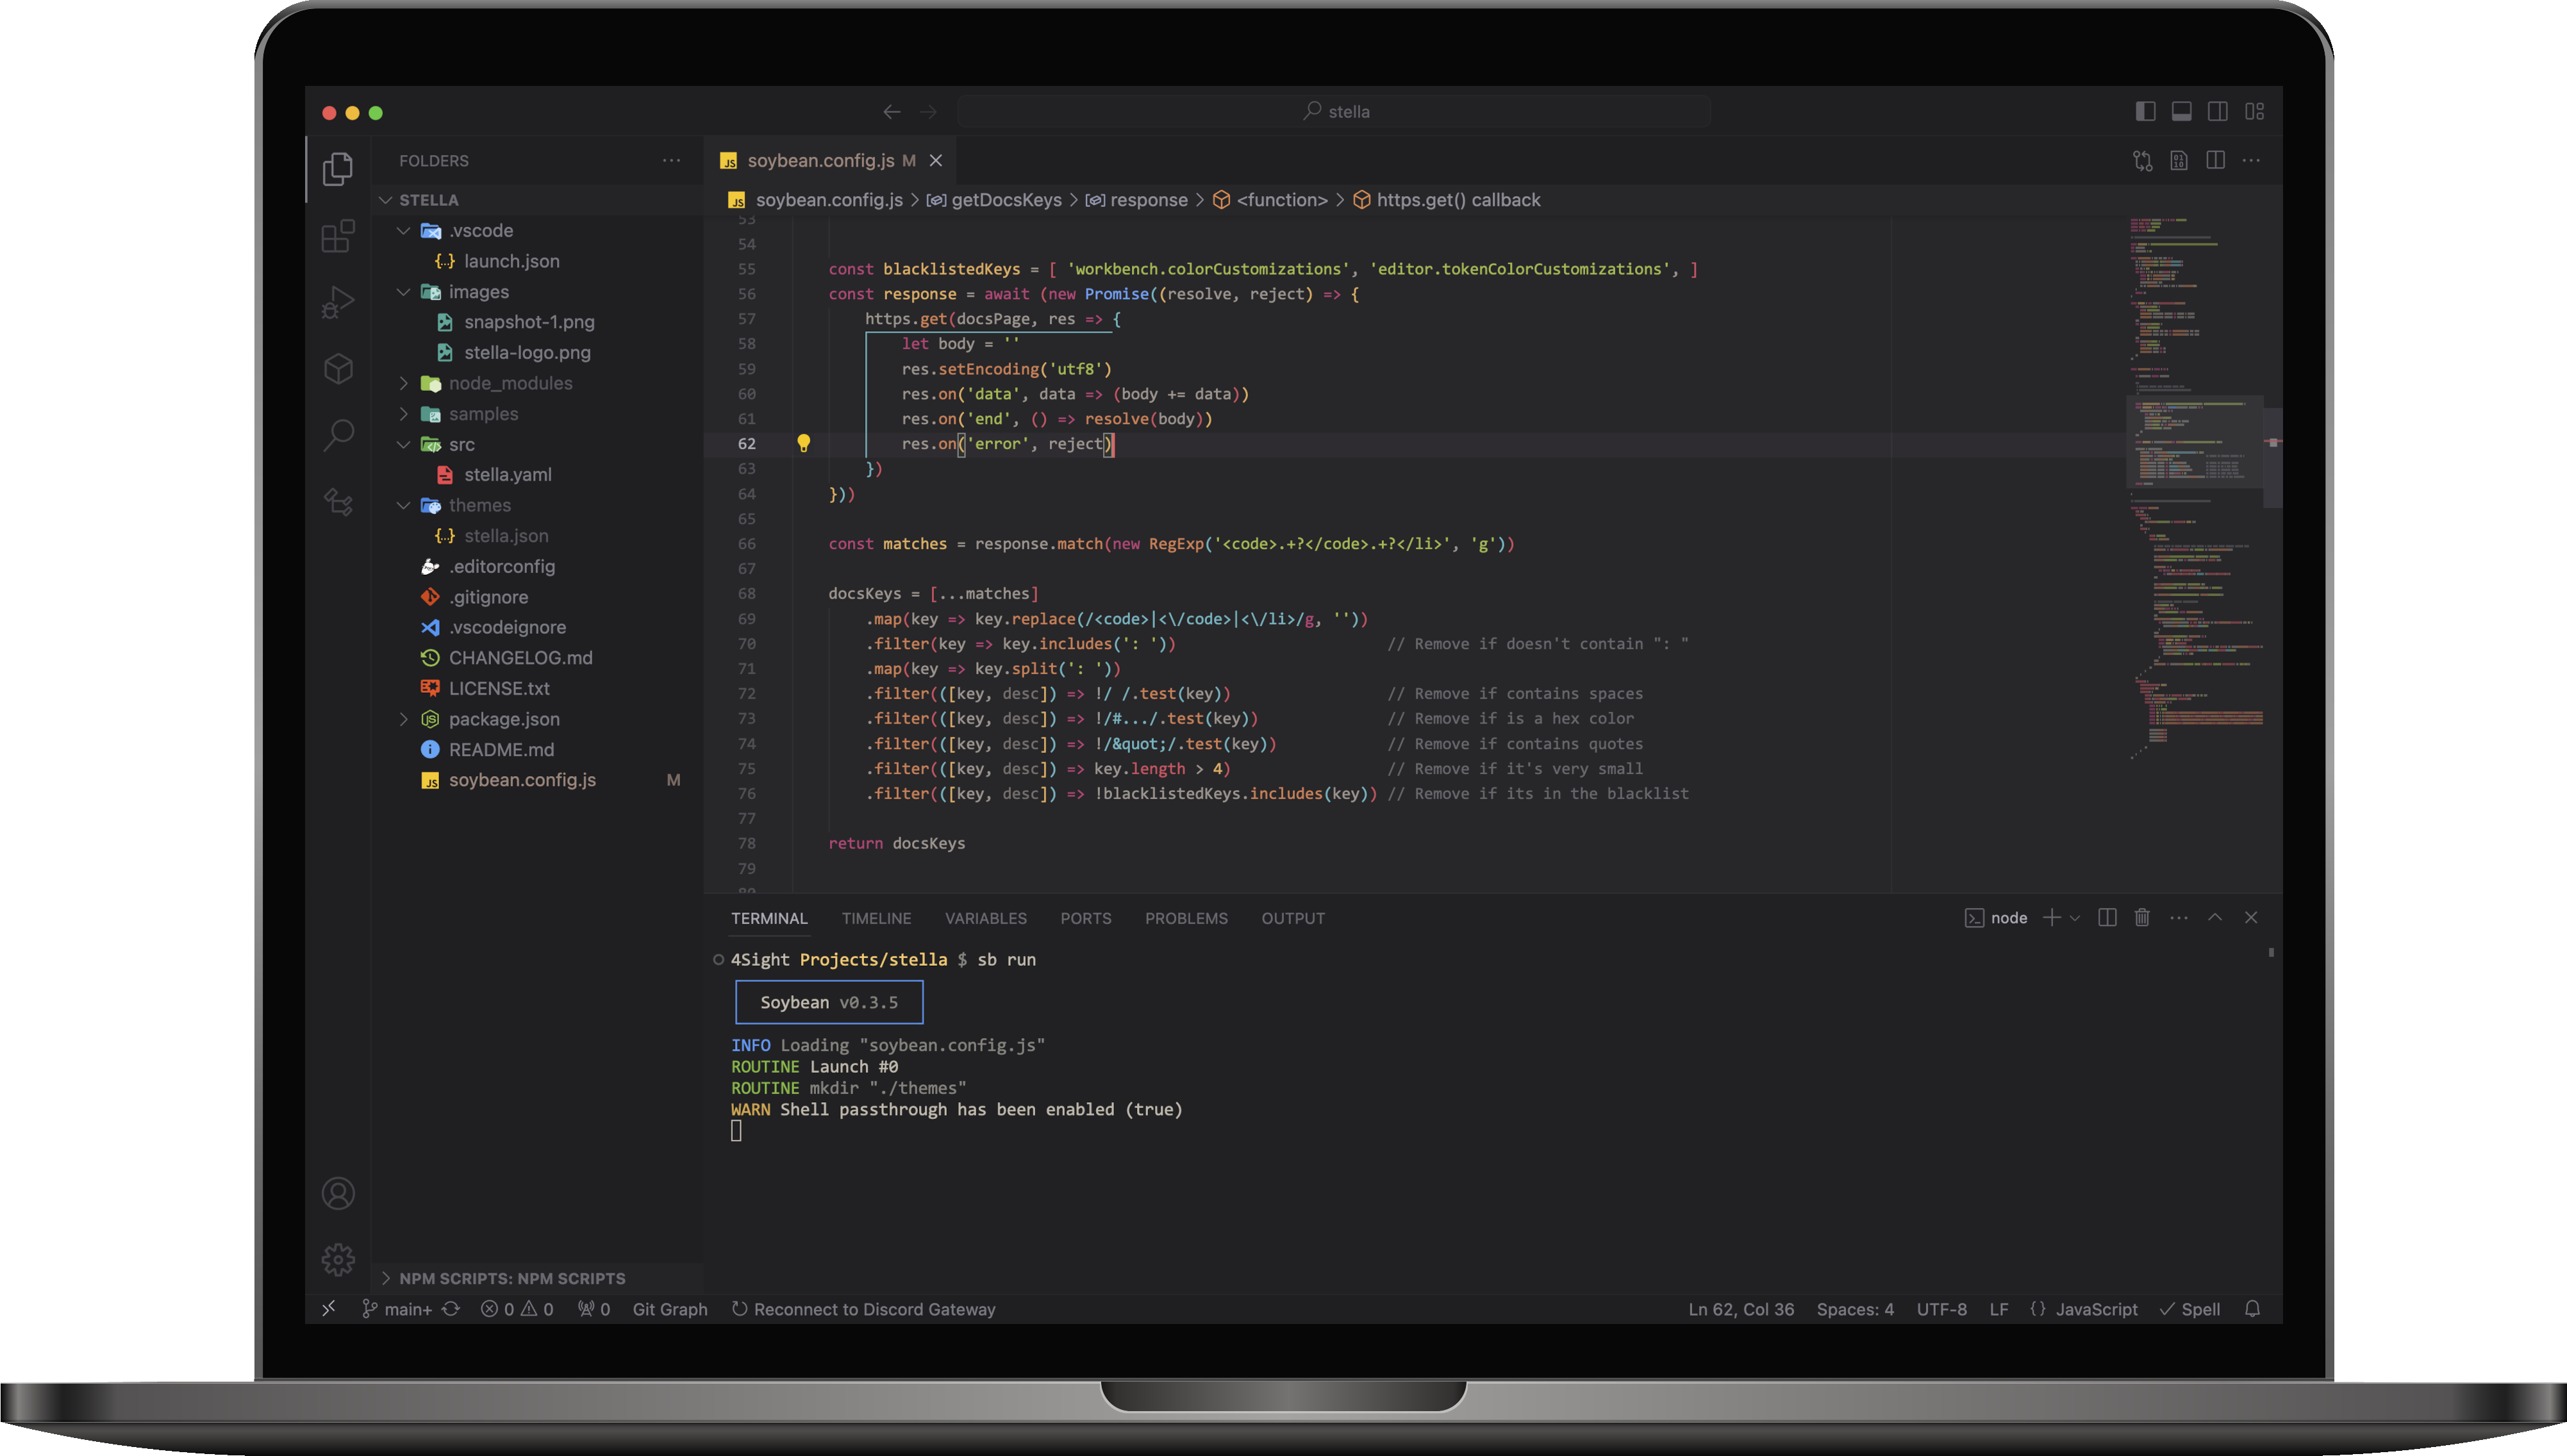 stella
FOLDERS
STELLA
.vscode
launch.json
images
snapshot-1.png
stella-logo.png
node_modules
samples
src
stella.yaml
themes
stella.json
.editorconfig
.gitignore
.vscodeignore
CHANGELOG.md
LICENSE.txt
package.json
README.md
soybean.config.js M
NPM SCRIPTS: NPM SCRIPTS
soybean.config.js M
soybean.config.js > getDocsKeys > response > <function> > https.get() callback
53
54
55 const blacklistedKeys = [ 'workbench.colorCustomizations', 'editor.tokenColorCustomizations', ]
56 const response = await (new Promise((resolve, reject) => {
57 https.get(docsPage, res => {
58 let body = ''
59 res.setEncoding('utf8')
60 res.on('data', data => (body += data))
61 res.on('end', () => resolve(body))
62 res.on('error', reject)
63 })
64 }))
65
66 const matches = response.match(new RegExp('<code>.+?</code>.+?</li>', 'g'))
67
68 docsKeys = [...matches]
69 .map(key => key.replace(/<code>|<\/code>|<\/li>/g, ''))
70 .filter(key => key.includes(': ')) // Remove if doesn't contain ": "
71 .map(key => key.split(': '))
72 .filter(([key, desc]) => !/ /.test(key)) // Remove if contains spaces
73 .filter(([key, desc]) => !/#.../.test(key)) // Remove if is a hex color
74 .filter(([key, desc]) => !/&quot;/.test(key)) // Remove if contains quotes
75 .filter(([key, desc]) => key.length > 4) // Remove if it's very small
76 .filter(([key, desc]) => !blacklistedKeys.includes(key)) // Remove if its in the blacklist
77
78 return docsKeys
79
TERMINAL TIMELINE VARIABLES PORTS PROBLEMS OUTPUT node
4Sight Projects/stella $ sb run
Soybean v0.3.5
INFO Loading "soybean.config.js"
ROUTINE Launch #0
ROUTINE mkdir "./themes"
WARN Shell passthrough has been enabled (true)
main+ 0 0 0 Git Graph Reconnect to Discord Gateway Ln 62, Col 36 Spaces: 4 UTF-8 LF {} JavaScript Spell